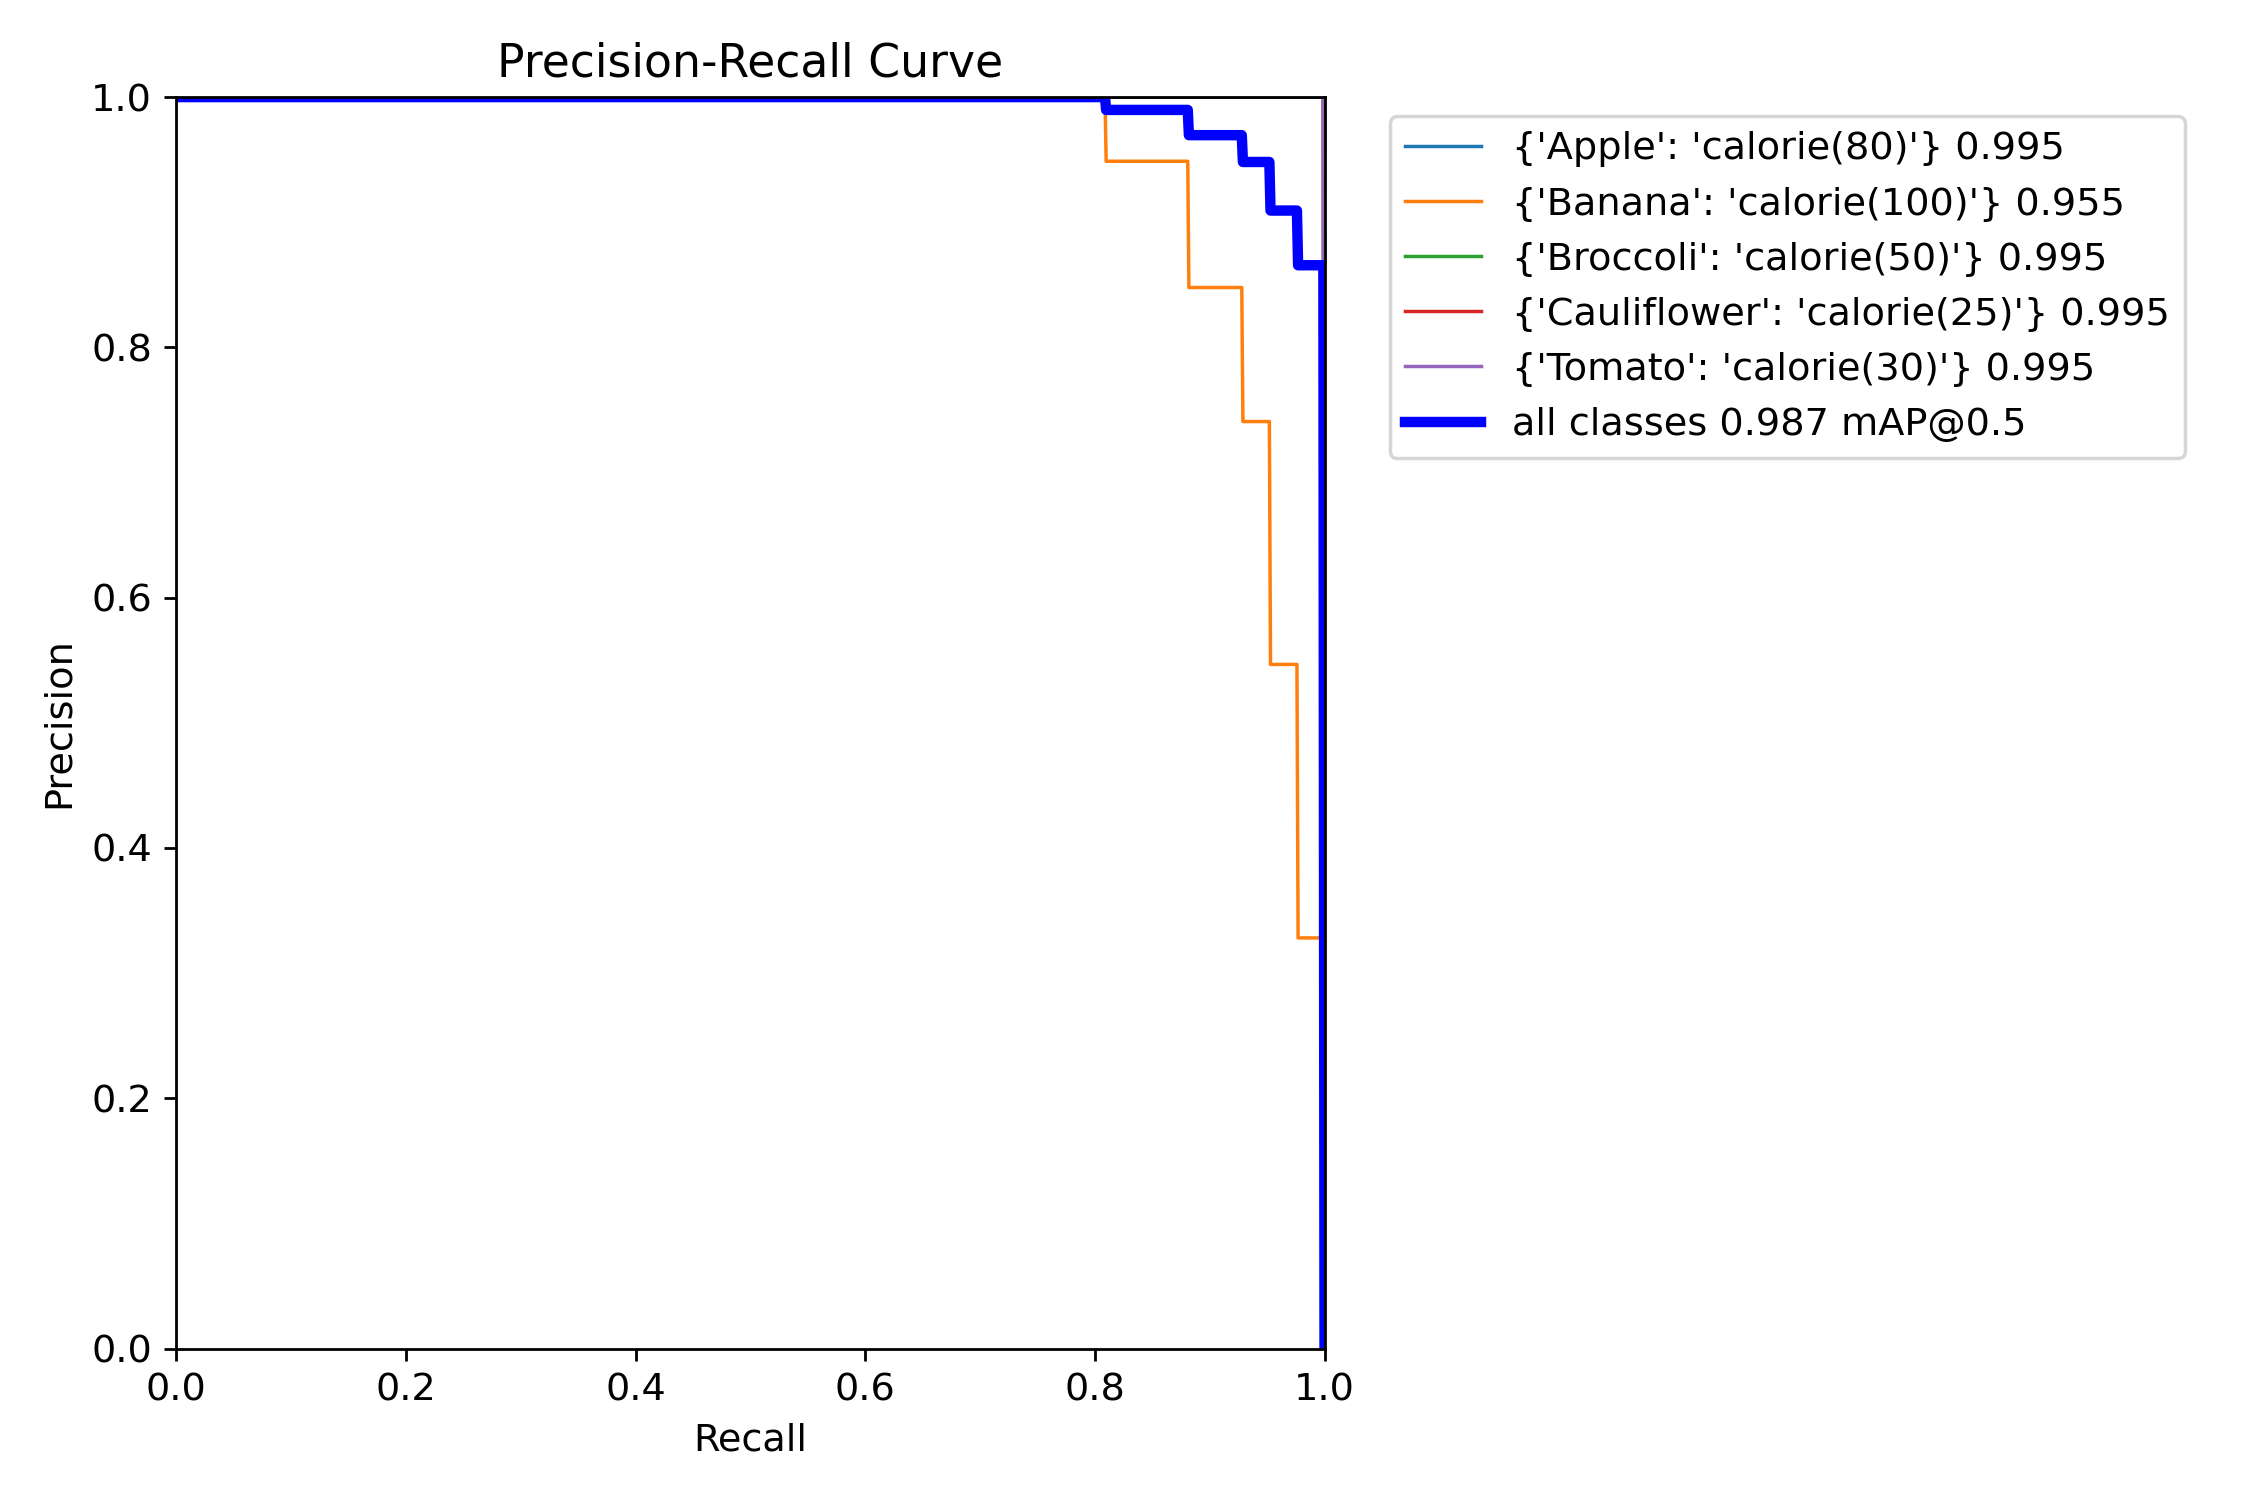 Precision-Recall Curve
1.0
0.8
0.6
0.4
0.2
0.0
Precision
0.0 0.2 0.4 0.6 0.8 1.0
Recall
{'Apple': 'calorie(80)'} 0.995
{'Banana': 'calorie(100)'} 0.955
{'Broccoli': 'calorie(50)'} 0.995
{'Cauliflower': 'calorie(25)'} 0.995
{'Tomato': 'calorie(30)'} 0.995
all classes 0.987 mAP@0.5